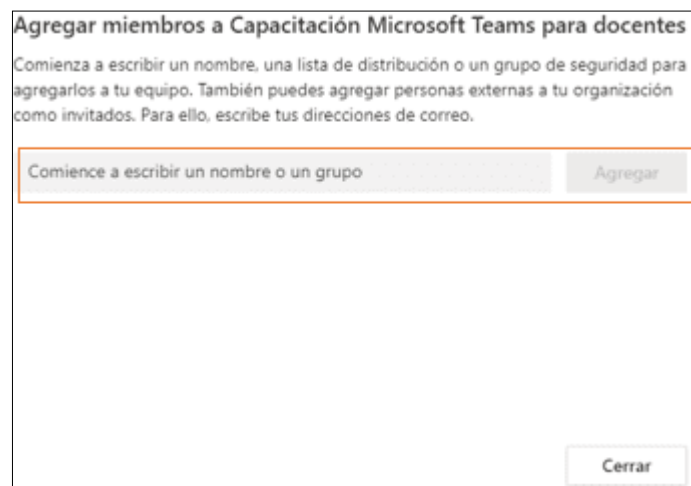 Agregar miembros a Capacitación Microsoft Teams para docentes
Comienza a escribir un nombre, una lista de distribución o un grupo de seguridad para
agregarlos a tu equipo. También puedes agregar personas externas a tu organización
como invitados. Para ello, escribe tus direcciones de correo.
Comience a escribir un nombre o un grupo
Agregar
Cerrar